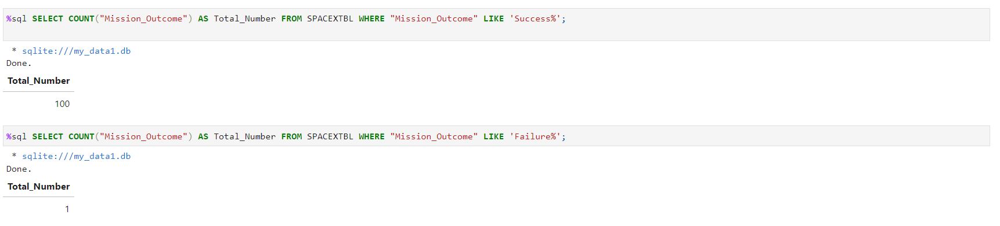 %sql SELECT COUNT("Mission_Outcome") AS Total_Number FROM SPACEXTBL WHERE "Mission_Outcome" LIKE 'Success%';
* sqlite:///my_data1.db
Done.
Total_Number
100
%sql SELECT COUNT("Mission_Outcome") AS Total_Number FROM SPACEXTBL WHERE "Mission_Outcome" LIKE 'Failure%';
* sqlite:///my_data1.db
Done.
Total_Number
1